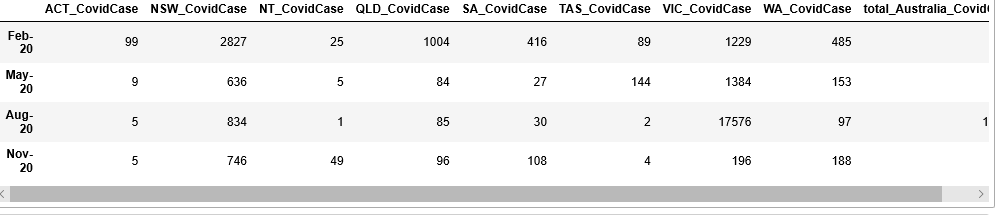 ACT_CovidCase NSW_CovidCase NT_CovidCase QLD_CovidCase SA_CovidCase TAS_CovidCase VIC_CovidCase WA_CovidCase total_Australia_Covid
Feb-
20 99 2827 25 1004 416 89 1229 485
May-
20 9 636 5 84 27 144 1384 153
Aug-
20 5 834 1 85 30 2 17576 97 1
Nov-
20 5 746 49 96 108 4 196 188